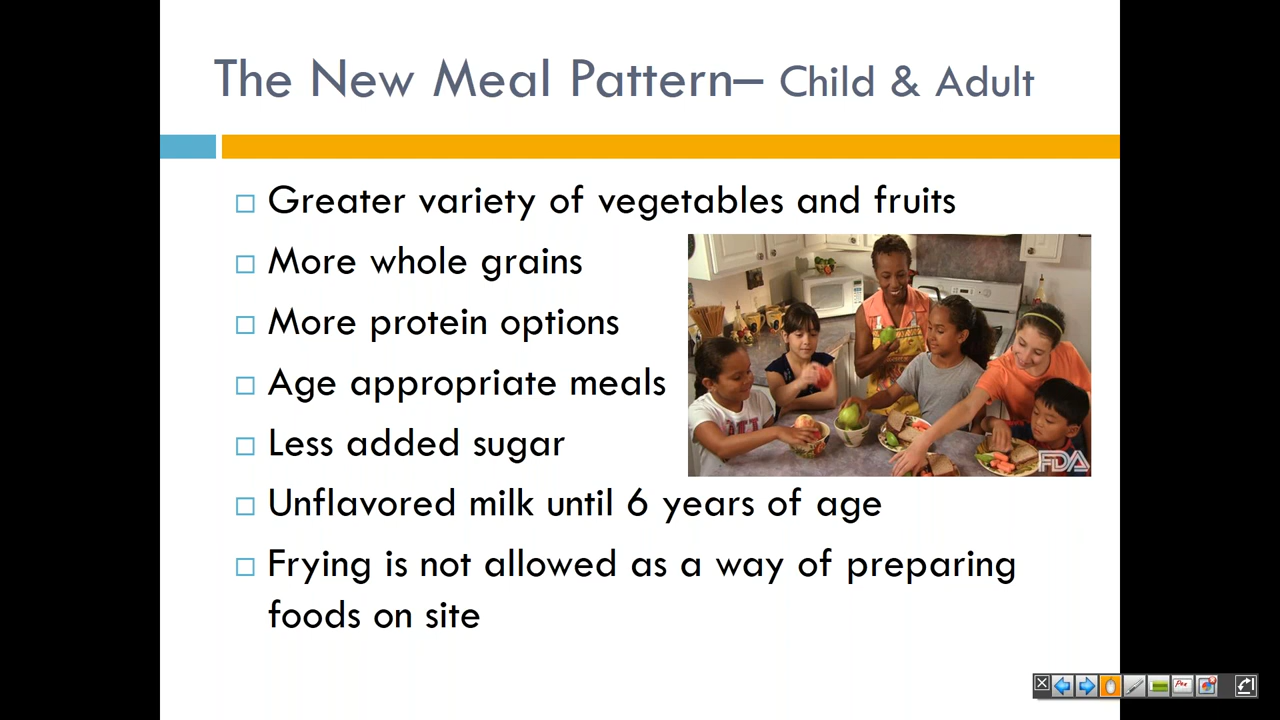 The New Meal Pattern– Child & Adult
Greater variety of vegetables and fruits
More whole grains
More protein options
Age appropriate meals
Less added sugar
FDA
Unflavored milk until 6 years of age
Frying is not allowed as a way of preparing
foods on site